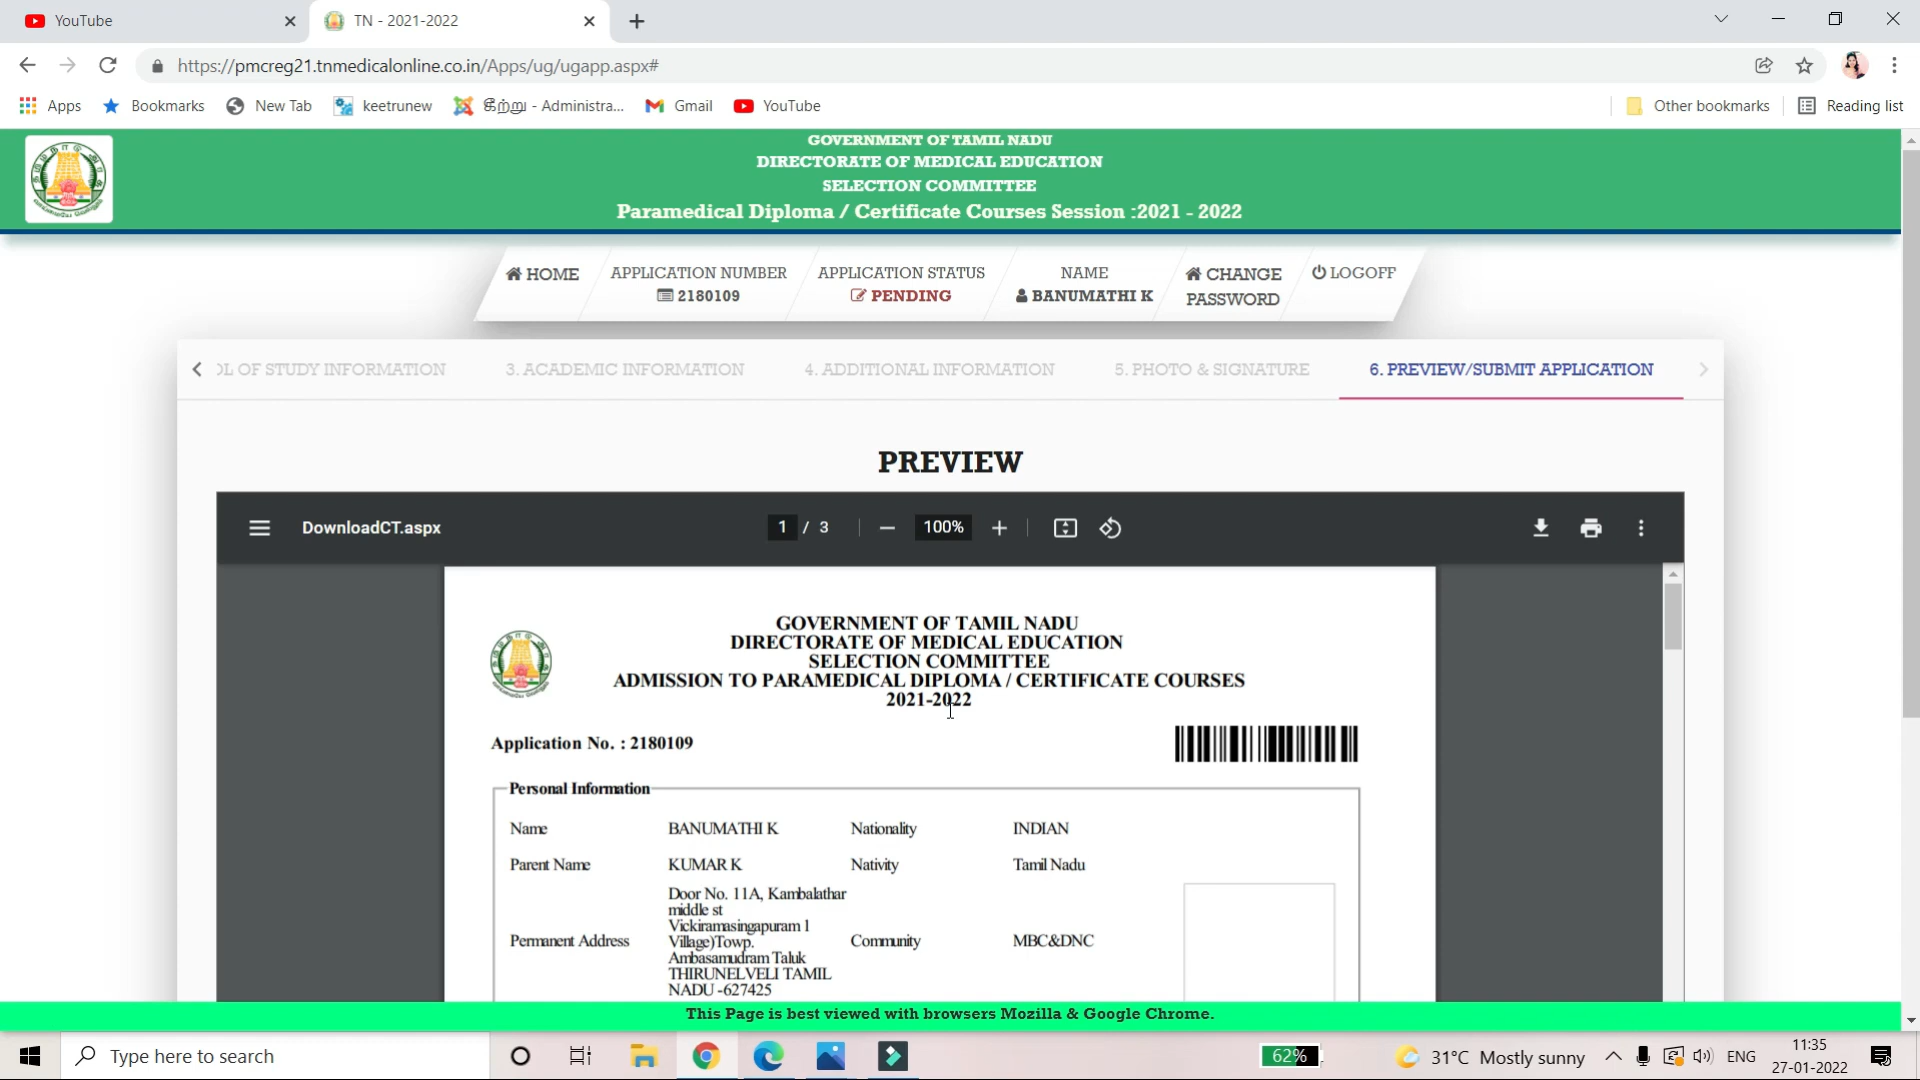 YouTube
TN - 2021-2022
https://pmcreg21.tnmedicalonline.co.in/Apps/ug/ugapp.aspx#
Apps
Bookmarks
New Tab
keetrunew
கீற்று - Administra...
Gmail
YouTube
Other bookmarks
Reading list
GOVERNMENT OF TAMIL NADU
DIRECTORATE OF MEDICAL EDUCATION
SELECTION COMMITTEE
Paramedical Diploma / Certificate Courses Session :2021 - 2022
HOME
APPLICATION NUMBER
2180109
APPLICATION STATUS
PENDING
NAME
BANUMATHI K
CHANGE
PASSWORD
LOGOFF
OL OF STUDY INFORMATION
3. ACADEMIC INFORMATION
4. ADDITIONAL INFORMATION
5. PHOTO & SIGNATURE
6. PREVIEW/SUBMIT APPLICATION
PREVIEW
DownloadCT.aspx
1 / 3
100%
GOVERNMENT OF TAMIL NADU
DIRECTORATE OF MEDICAL EDUCATION
SELECTION COMMITTEE
ADMISSION TO PARAMEDICAL DIPLOMA / CERTIFICATE COURSES
2021-2022
Application No. : 2180109
Personal Information
Name BANUMATHI K Nationality INDIAN
Parent Name KUMAR K Nativity Tamil Nadu
Door No. 11A, Kambalathar
middle st
Vickiramasingapuram 1
Permanent Address Village)Towp. Community MBC&DNC
Ambasamudram Taluk
THIRUNELVELI TAMIL
NADU -627425
This Page is best viewed with browsers Mozilla & Google Chrome.
Type here to search
62%
31°C Mostly sunny
ENG
11:35
27-01-2022